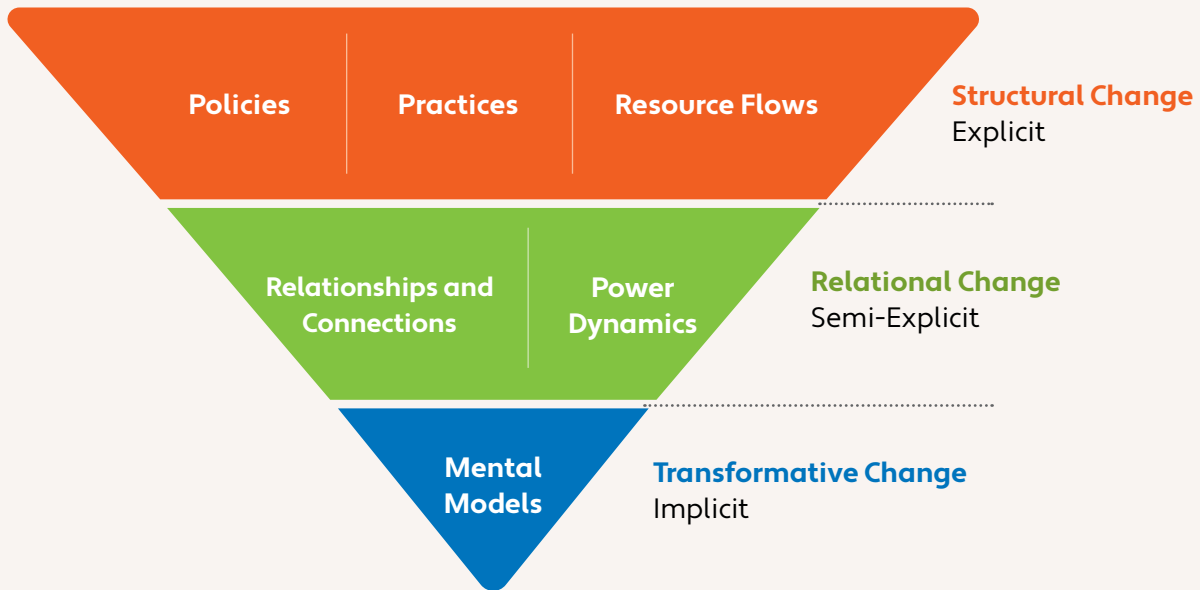 Policies
Practices
Resource Flows
Structural Change
Explicit
Relationships and
Connections
Power
Dynamics
Relational Change
Semi-Explicit
Mental
Models
Transformative Change
Implicit